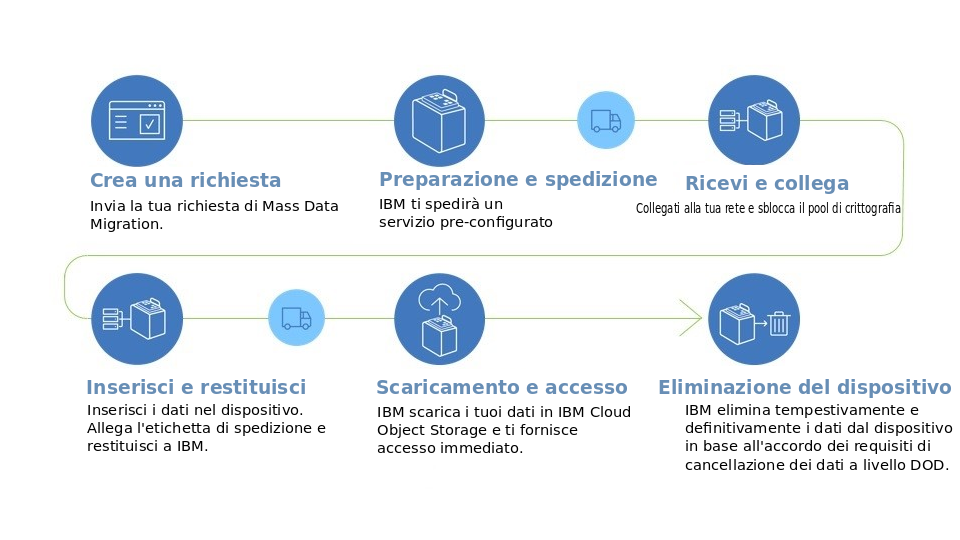 Crea una richiesta
Invia la tua richiesta di Mass Data
Migration.
Preparazione e spedizione
IBM ti spedirà un
servizio pre-configurato
Ricevi e collega
Collegati alla tua rete e sblocca il pool di crittografia
Inserisci e restituisci
Inserisci i dati nel dispositivo.
Allega l'etichetta di spedizione e
restituisci a IBM.
Scaricamento e accesso
IBM scarica i tuoi dati in IBM Cloud
Object Storage e ti fornisce
accesso immediato.
Eliminazione del dispositivo
IBM elimina tempestivamente e
definitivamente i dati dal dispositivo
in base all'accordo dei requisiti di
cancellazione dei dati a livello DOD.